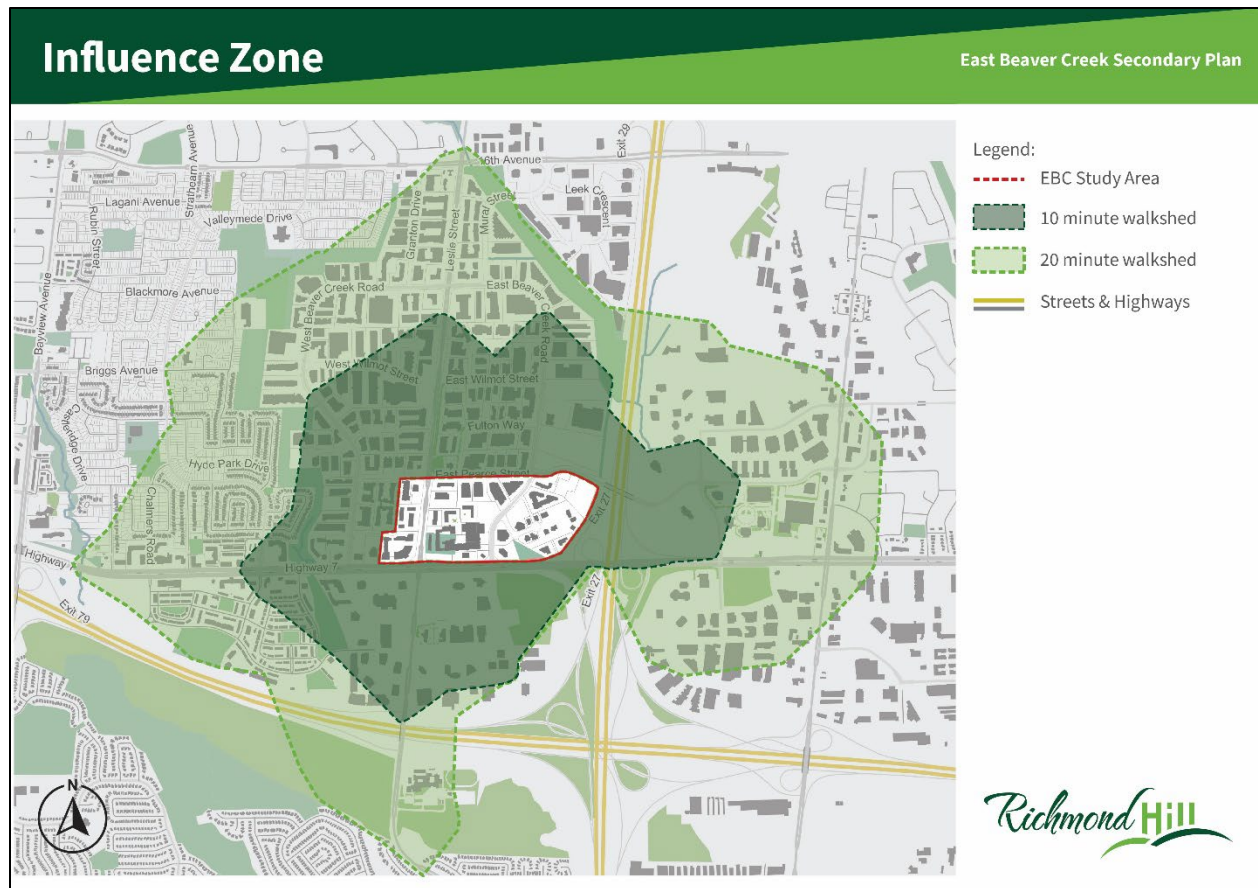 Influence Zone
East Beaver Creek Secondary Plan
Legend:
EBC Study Area
10 minute walkshed
20 minute walkshed
Streets & Highways
16th Avenue
Exit 29
Leek Crescent
Strathearn Avenue
Lagani Avenue
Rubin Street
Valleymede Drive
Granton Drive
Leslie Street
Mural Street
Bayview Avenue
Blackmore Avenue
West Beaver Creek Road
East Beaver Creek Road
Briggs Avenue
West Wilmot Street
East Wilmot Street
Castleridge Drive
Fulton Way
Hyde Park Drive
East Pearce Street
Chalmers Road
Exit 27
Highway 7
Highway 7
Exit 27
Exit 79
N
Richmond Hill